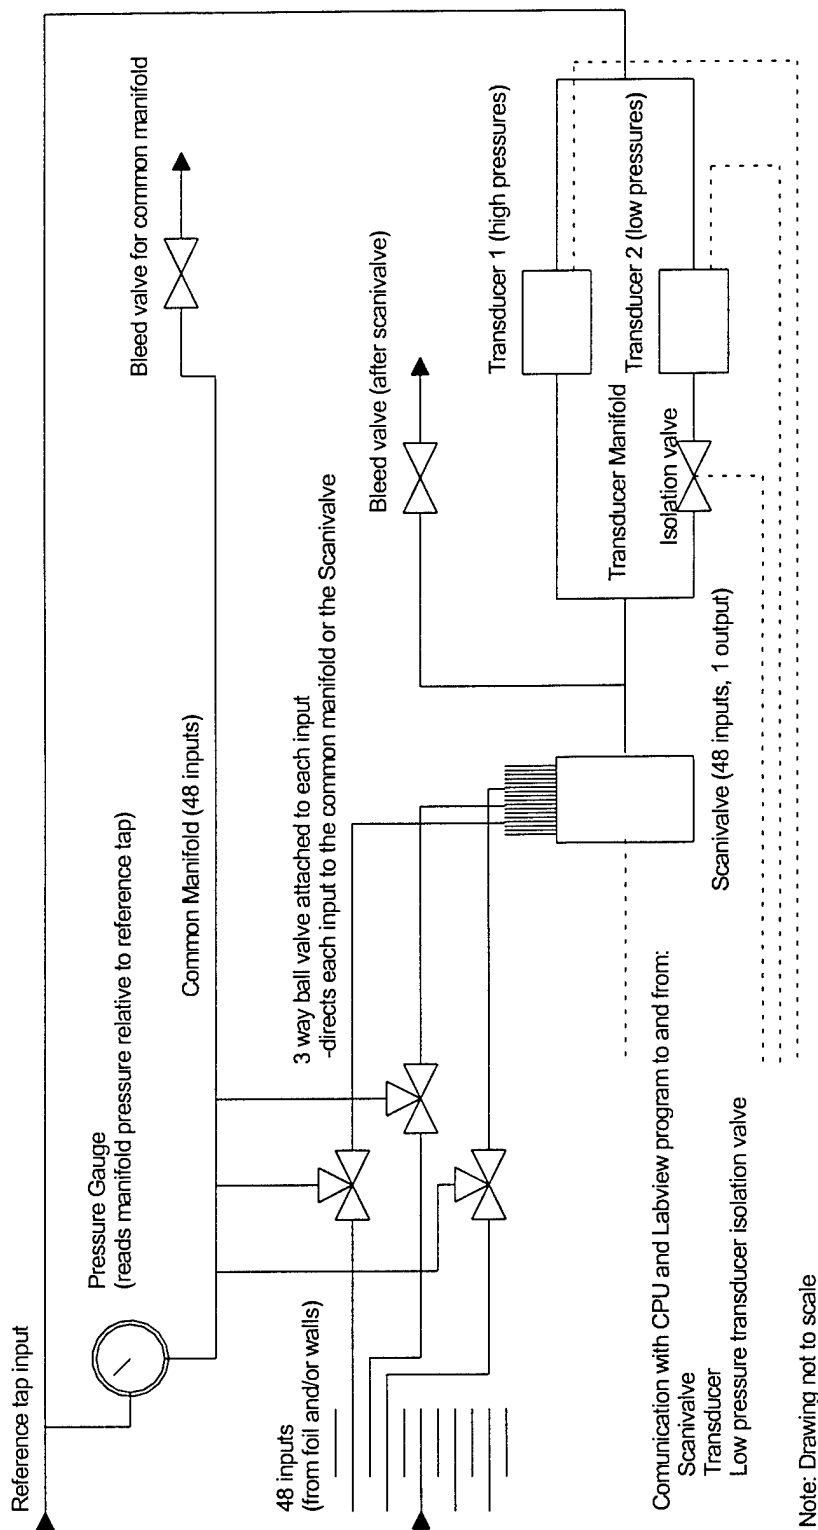 Reference tap input
Pressure Gauge
(reads manifold pressure relative to reference tap)
Common Manifold (48 inputs)
Bleed valve for common manifold
48 inputs
(from foil and/or walls)
3 way ball valve attached to each input
-directs each input to the common manifold or the Scanivalve
Bleed valve (after scanivalve)
Transducer 1 (high pressures)
Transducer Manifold
Transducer 2 (low pressures)
Isolation valve
Scanivalve (48 inputs, 1 output)
Comunication with CPU and Labview program to and from:
Scanivalve
Transducer
Low pressure transducer isolation valve
Note: Drawing not to scale